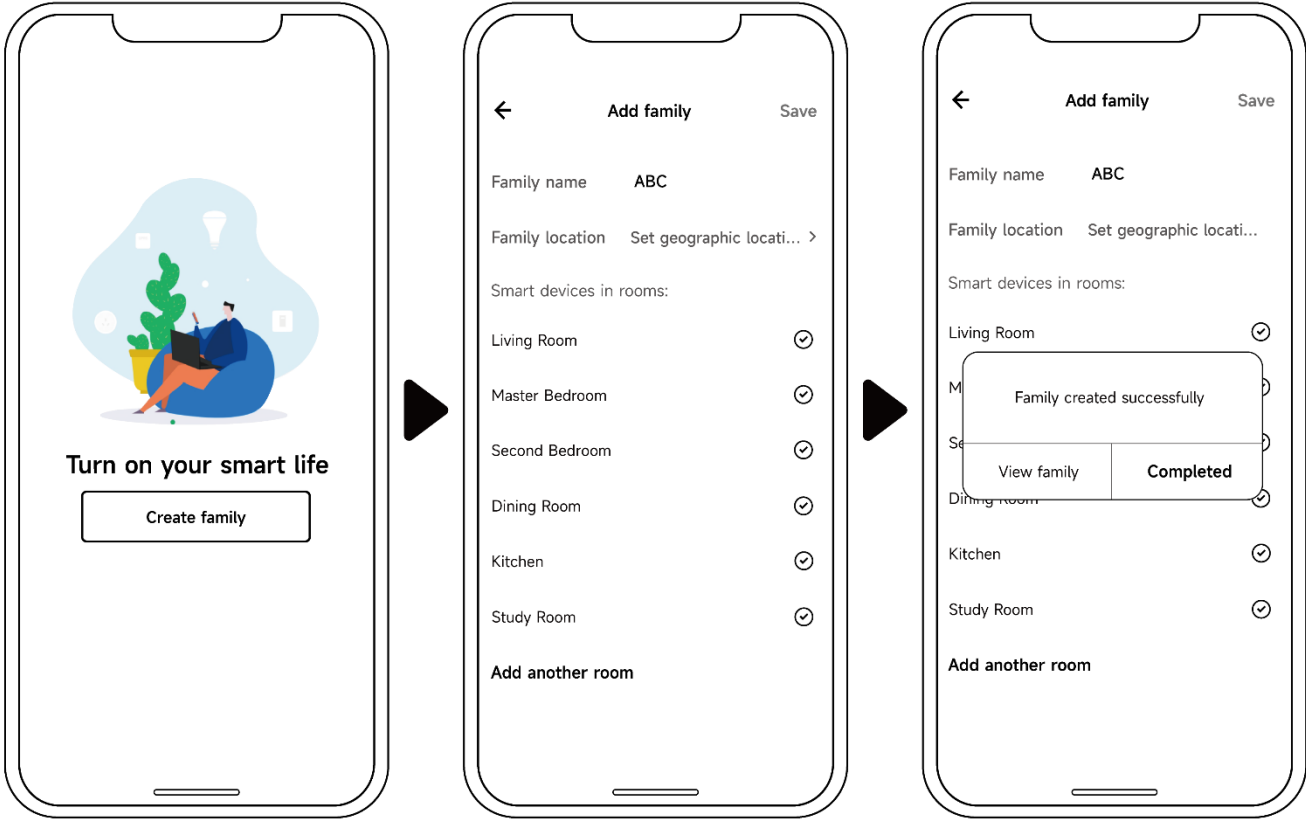 Turn on your smart life
Create family
Add family Save
Family name ABC
Family location Set geographic locati...
Smart devices in rooms:
Living Room
Master Bedroom
Second Bedroom
Dining Room
Kitchen
Study Room
Add another room
Add family Save
Family name ABC
Family location Set geographic locati...
Smart devices in rooms:
Living Room
M
Family created successfully
Se
View family Completed
Dining Room
Kitchen
Study Room
Add another room